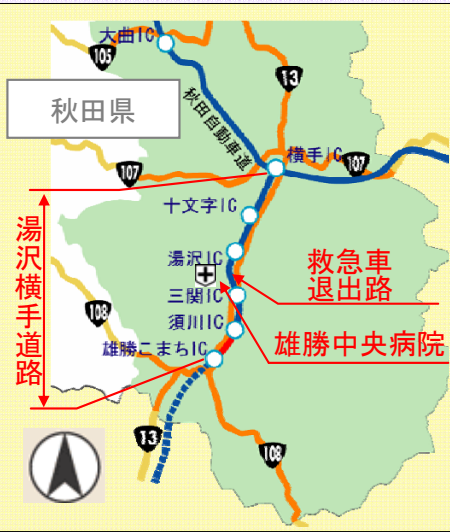 大曲IC
105
13
秋田県
秋田自動車道
横手IC
107
107
十文字IC
湯沢横手道路
湯沢IC
救急車
退出路
三関IC
108
須川IC
雄勝中央病院
雄勝こまちIC
13
108